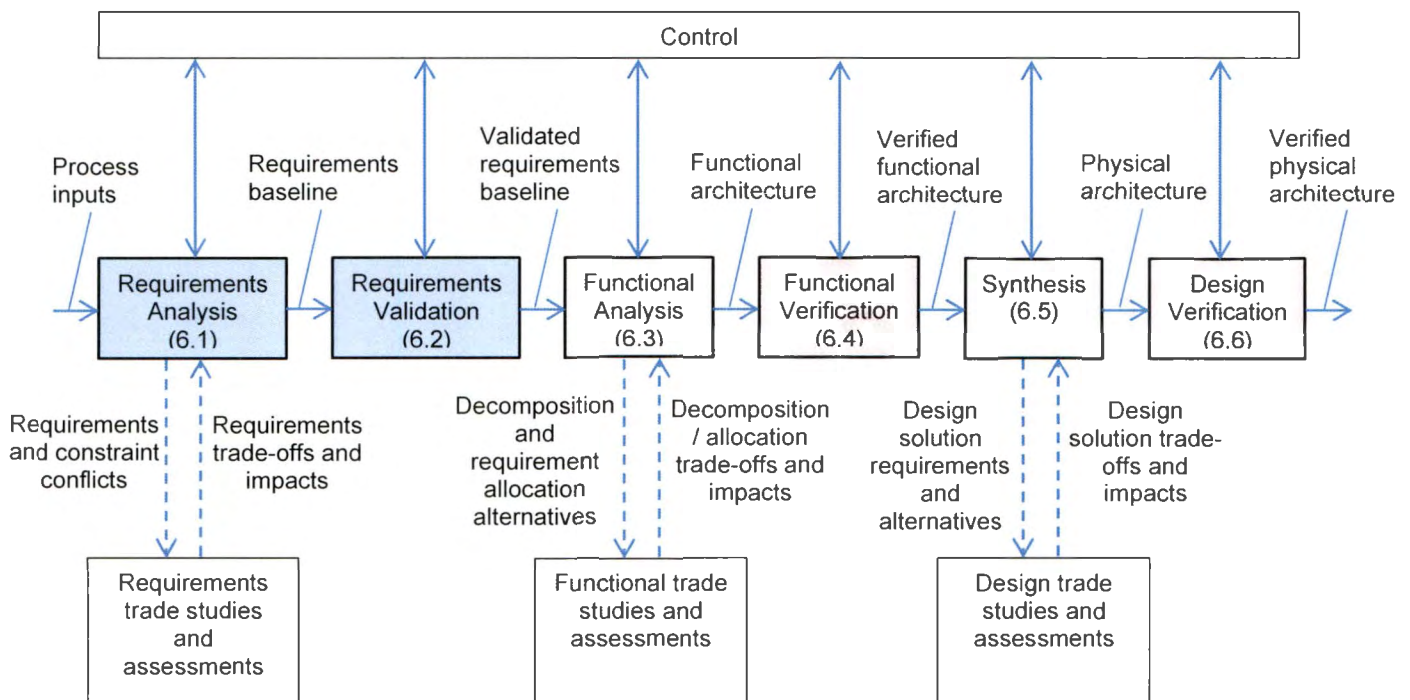 Control
Process
inputs
Requirements
baseline
Validated
requirements
baseline
Functional
architecture
Verified
functional
architecture
Physical
architecture
Verified
physical
architecture
Requirements
Analysis
(6.1)
Requirements
Validation
(6.2)
Functional
Analysis
(6.3)
Functional
Verification
(6.4)
Synthesis
(6.5)
Design
Verification
(6.6)
Requirements
and constraint
conflicts
Requirements
trade-offs and
impacts
Decomposition
and
requirement
allocation
alternatives
Decomposition
/ allocation
trade-offs and
impacts
Design
solution
requirements
and
alternatives
Design
solution trade-
offs and
impacts
Requirements
trade studies
and
assessments
Functional trade
studies and
assessments
Design trade
studies and
assessments